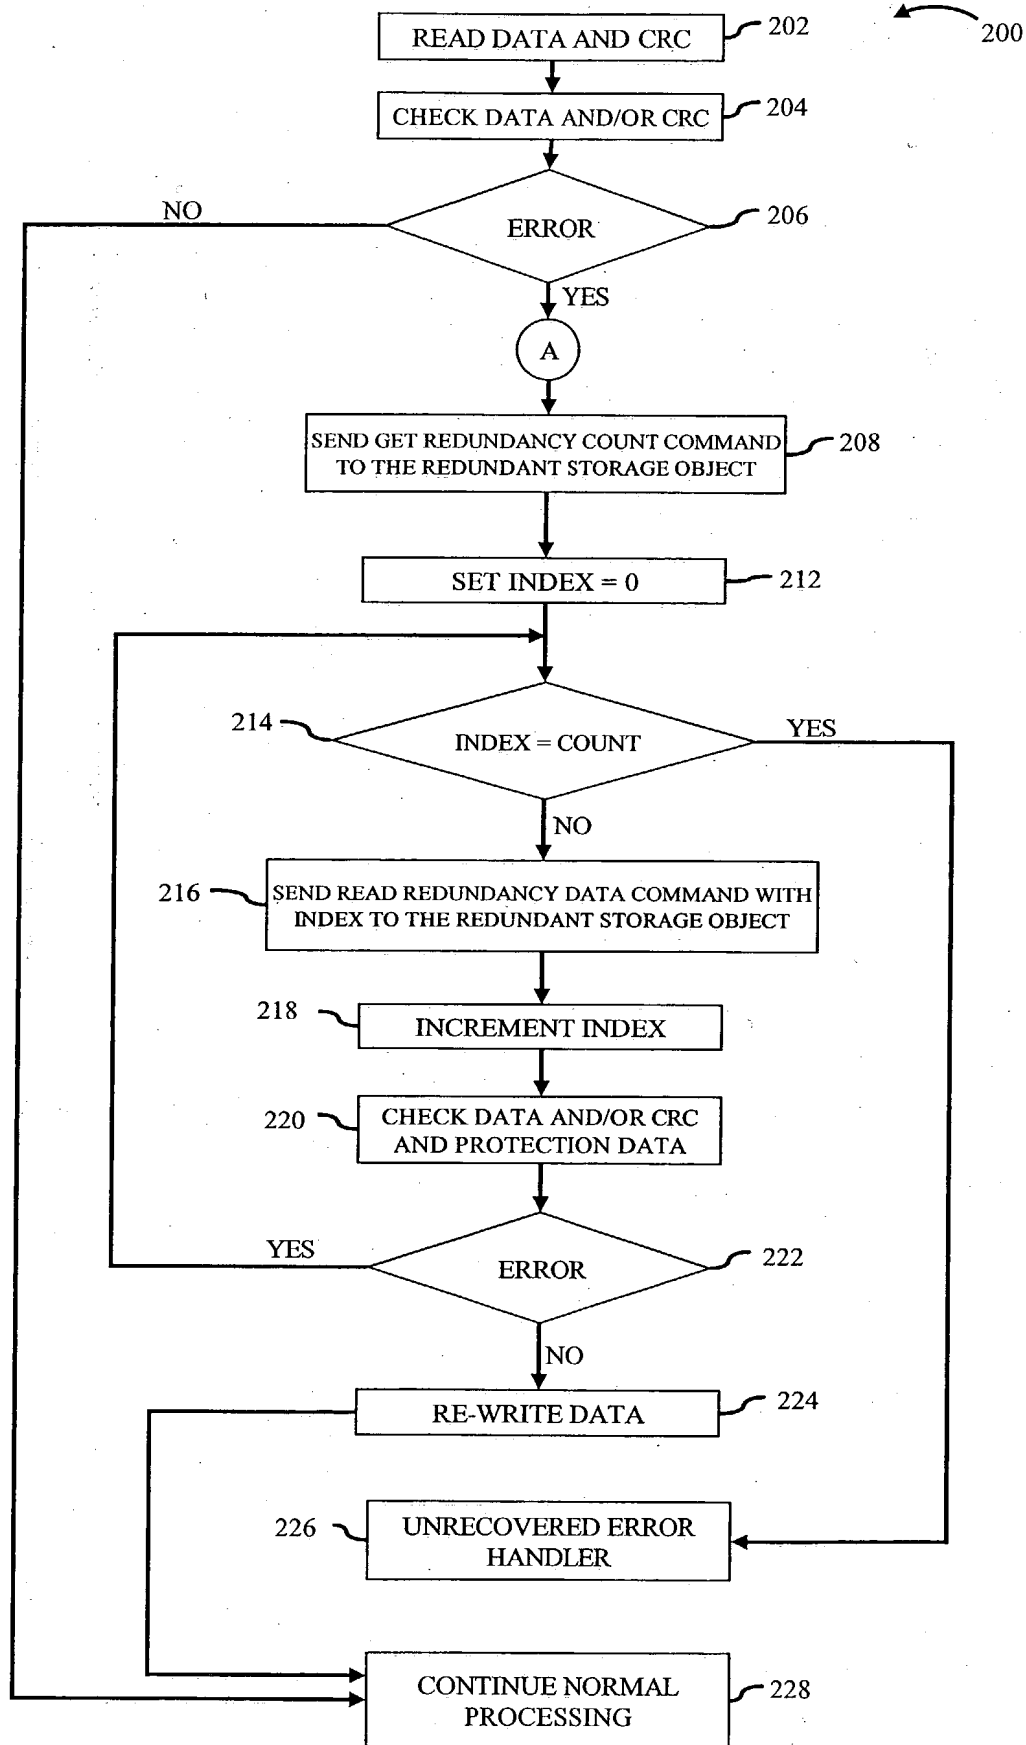 200
READ DATA AND CRC
202
CHECK DATA AND/OR CRC
204
ERROR
206
NO
YES
A
SEND GET REDUNDANCY COUNT COMMAND
TO THE REDUNDANT STORAGE OBJECT
208
SET INDEX = 0
212
214
INDEX = COUNT
YES
NO
216
SEND READ REDUNDANCY DATA COMMAND WITH
INDEX TO THE REDUNDANT STORAGE OBJECT
218
INCREMENT INDEX
220
CHECK DATA AND/OR CRC
AND PROTECTION DATA
YES
ERROR
222
NO
RE-WRITE DATA
224
226
UNRECOVERED ERROR
HANDLER
CONTINUE NORMAL
PROCESSING
228